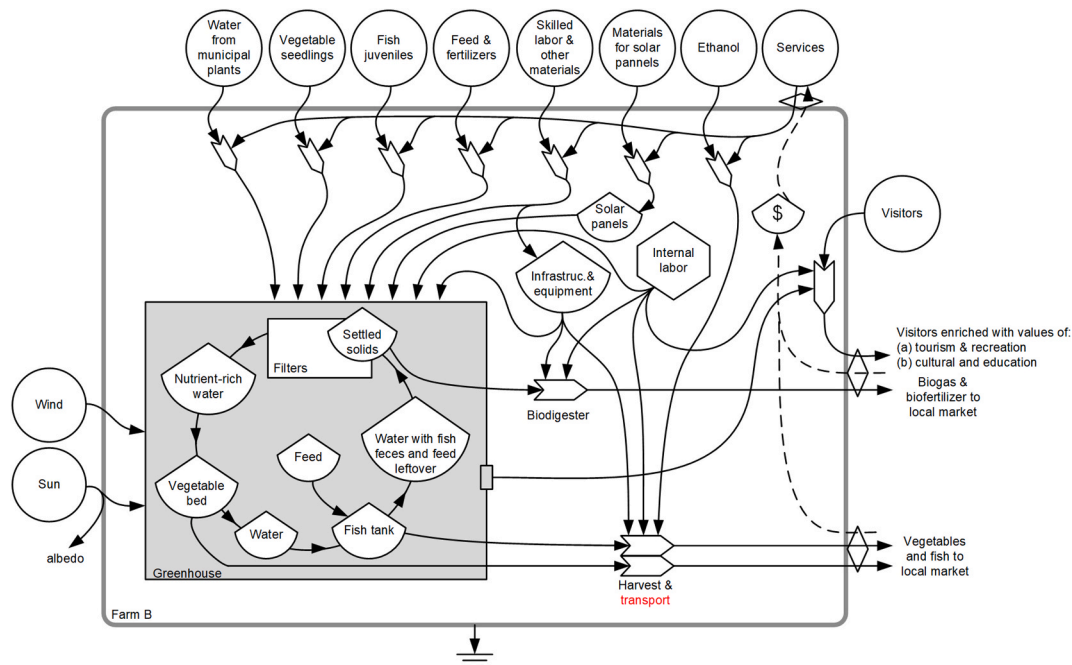 Water
from
municipal
plants
Vegetable
seedlings
Fish
juveniles
Feed &
fertilizers
Skilled
labor &
other
materials
Materials
for solar
pannels
Ethanol
Services
Solar
panels
$
Visitors
Infrastruc.&
equipment
Internal
labor
Settled
solids
Filters
Nutrient-rich
water
Visitors enriched with values of:
(a) tourism & recreation
(b) cultural and education
Biogas &
biofertilizer to
local market
Biodigester
Wind
Water with fish
feces and feed
leftover
Feed
Sun
Vegetable
bed
Water
Fish tank
albedo
Greenhouse
Vegetables
and fish to
local market
Harvest &
transport
Farm B